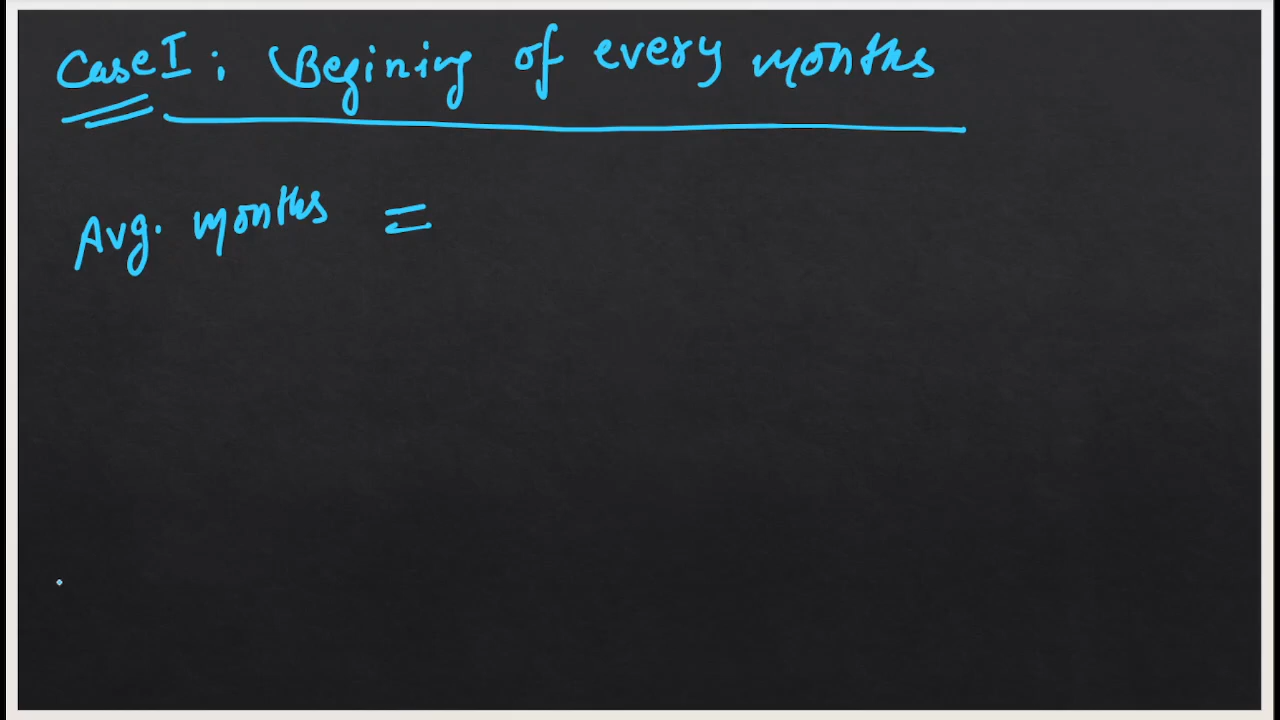 Case I : Begining of every months
Avg. months =